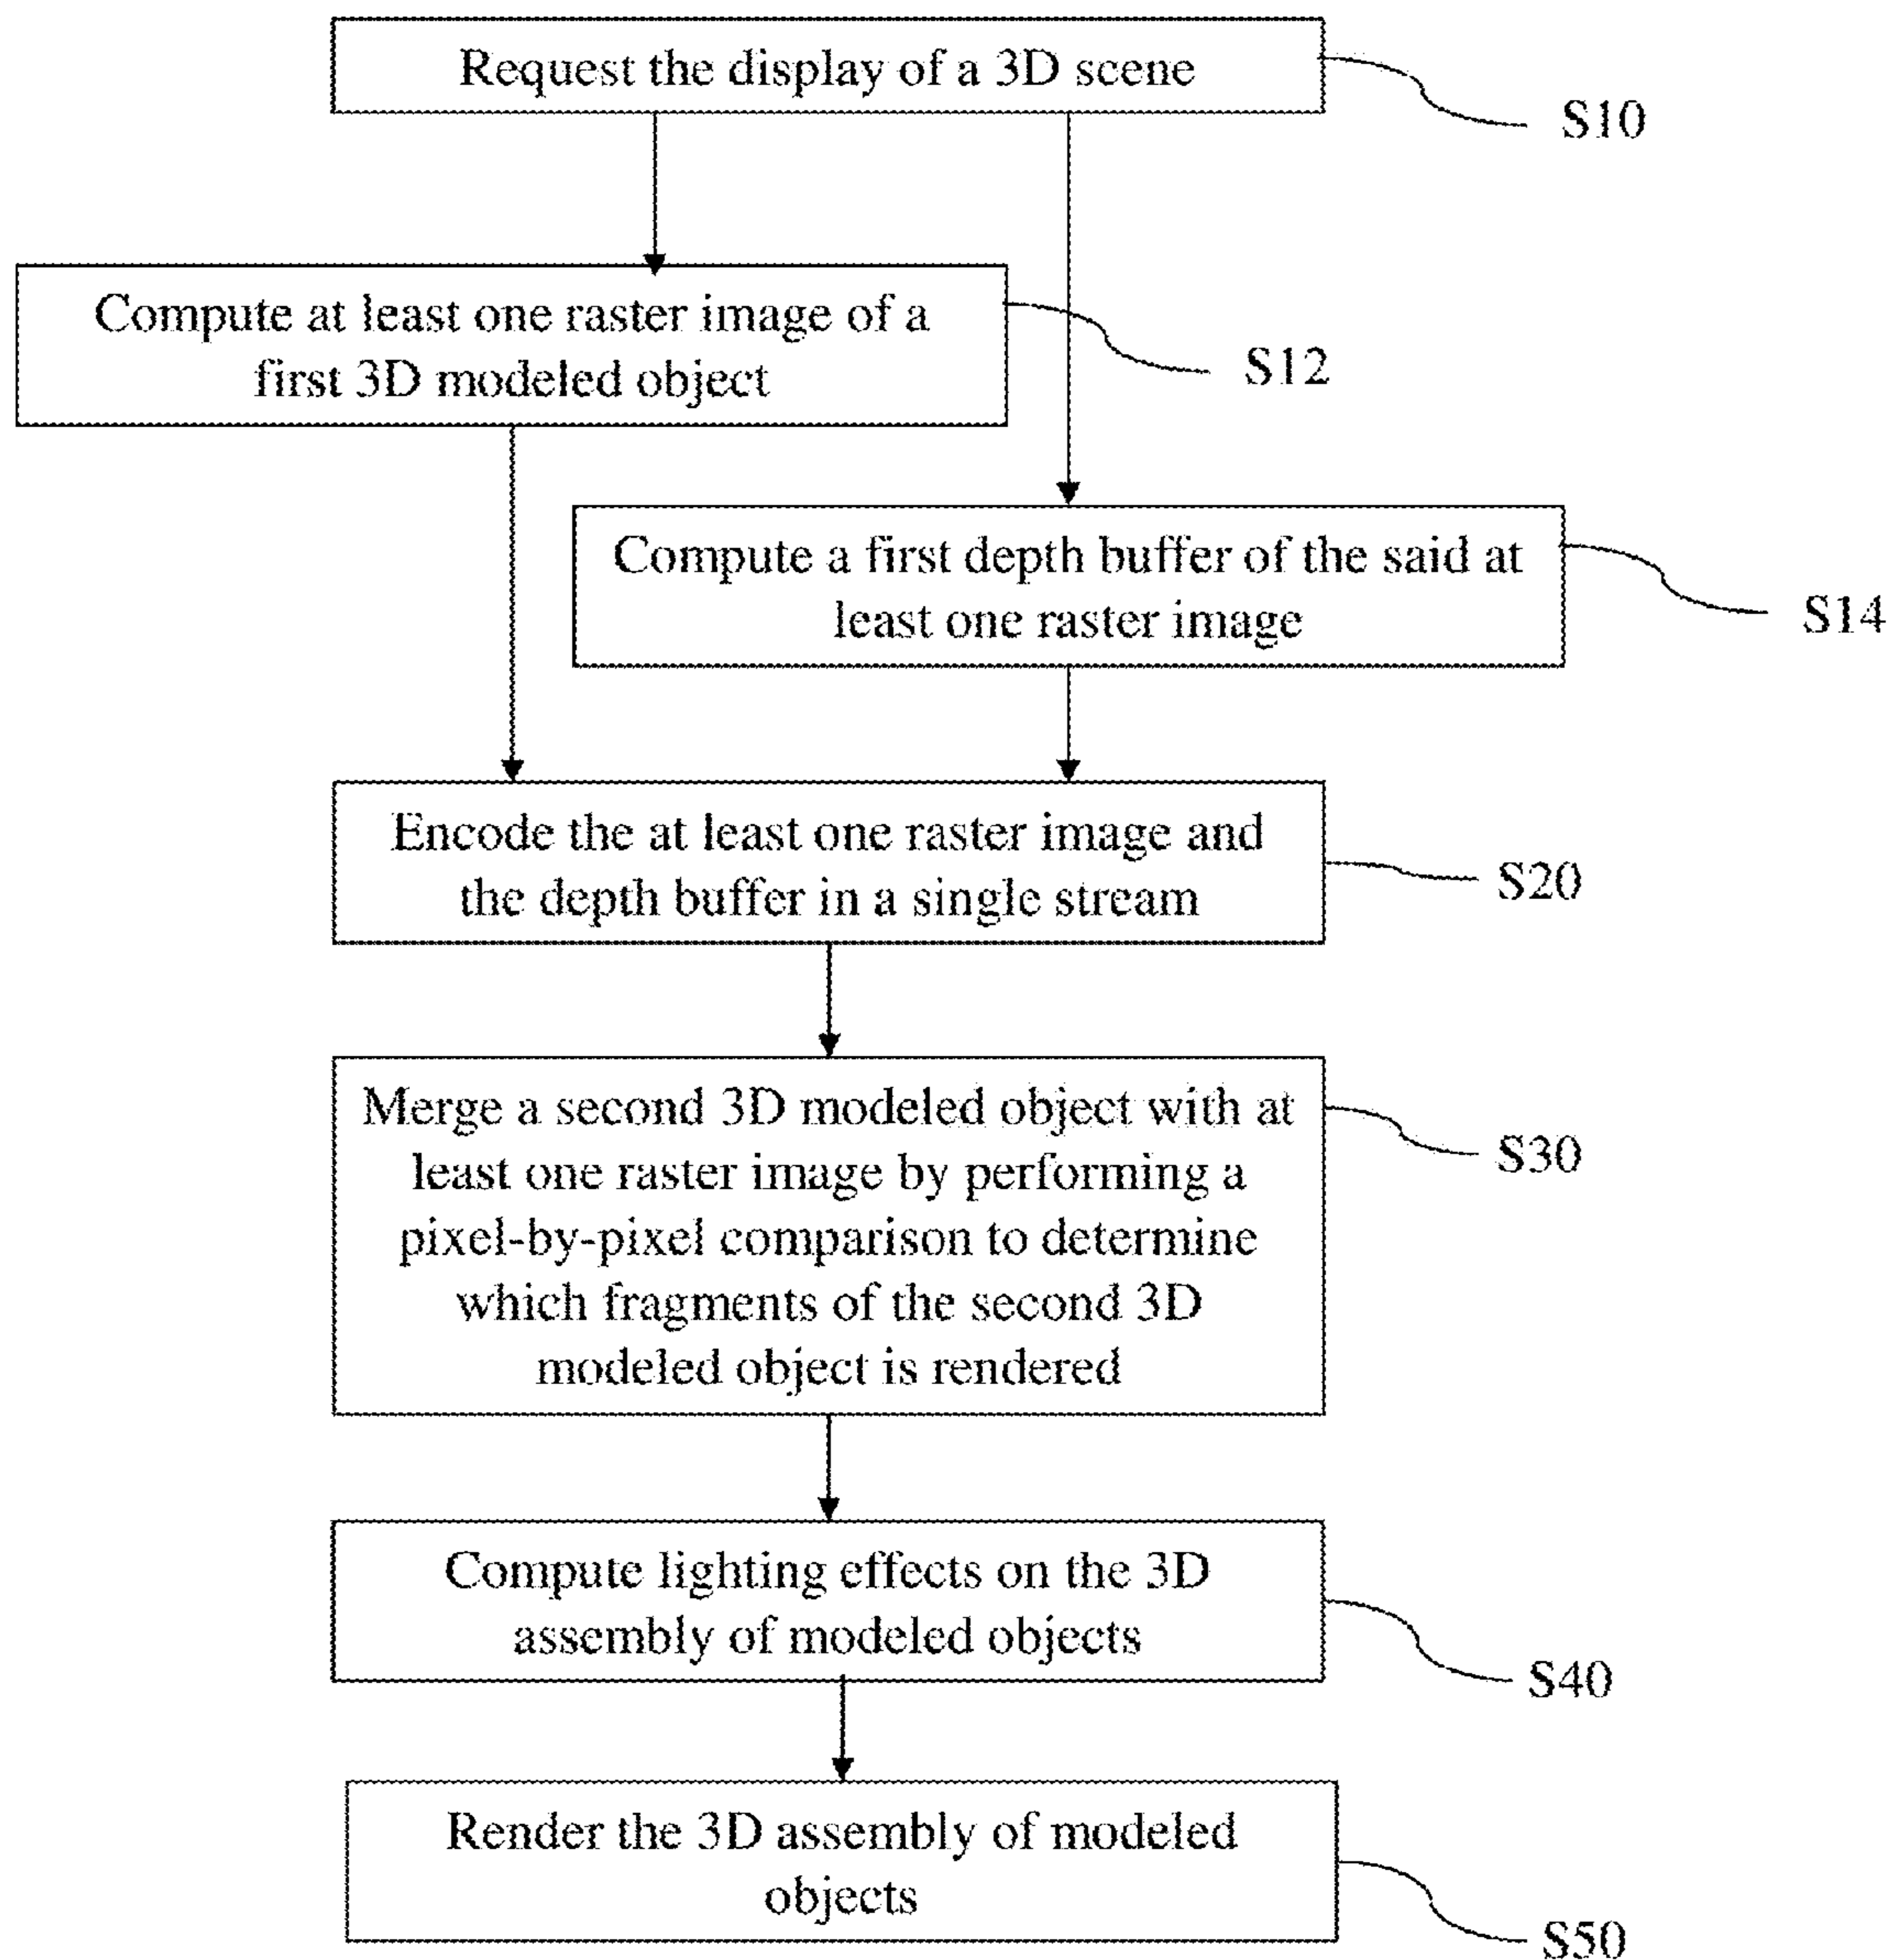 Request the display of a 3D scene
S10
Compute at least one raster image of a
first 3D modeled object
S12
Compute a first depth buffer of the said at
least one raster image
S14
Encode the at least one raster image and
the depth buffer in a single stream
S20
Merge a second 3D modeled object with at
least one raster image by performing a
pixel-by-pixel comparison to determine
which fragments of the second 3D
modeled object is rendered
S30
Compute lighting effects on the 3D
assembly of modeled objects
S40
Render the 3D assembly of modeled
objects
S50